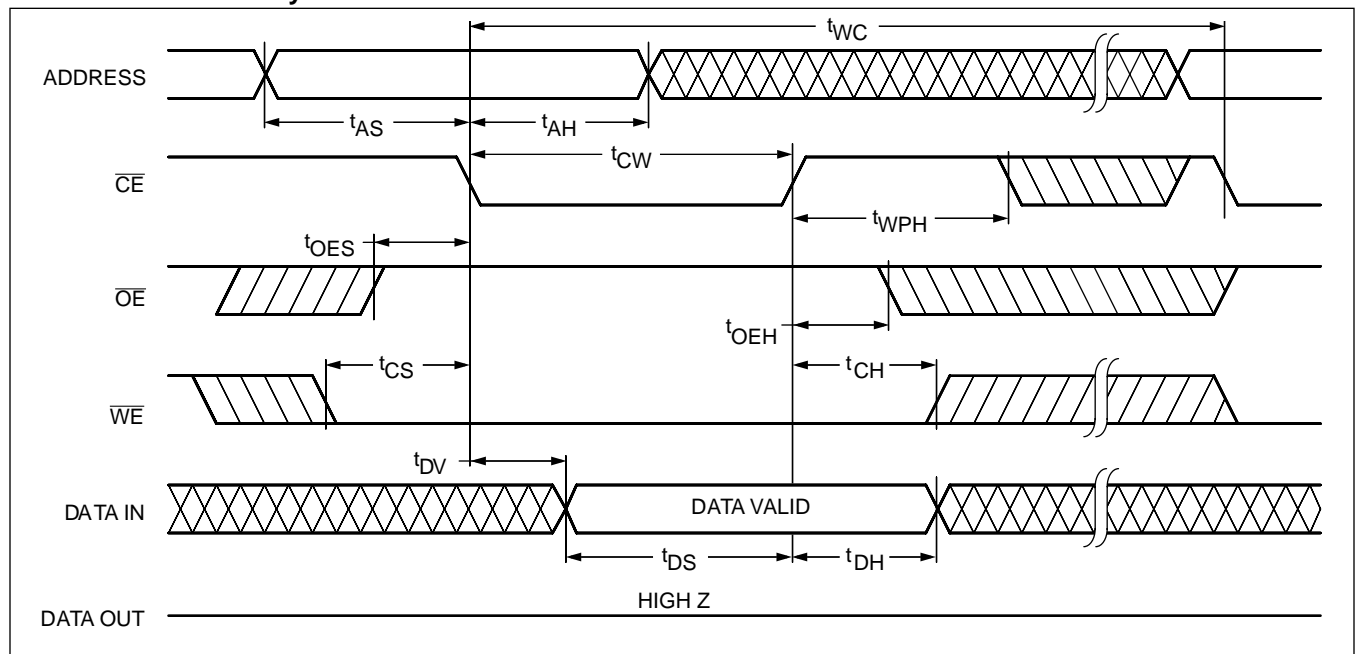 tWC
ADDRESS
tAS
tAH
tCW
CE
tWPH
tOES
OE
tOEH
tCS
tCH
WE
tDV
DATA IN
DATA VALID
tDS
tDH
HIGH Z
DATA OUT